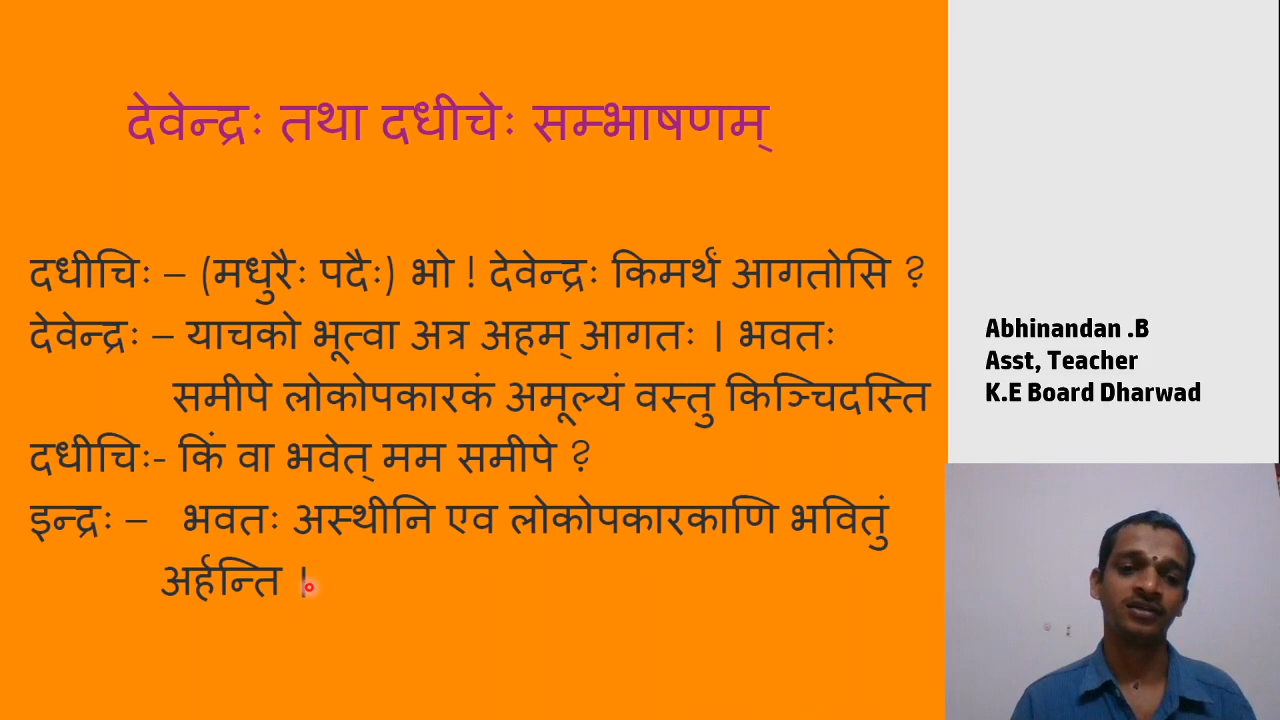 देवेन्द्रः तथा दधीचेः सम्भाषणम्
दधीचिः – (मधुरैः पदैः) भो ! देवेन्द्रः किमर्थं आगतोसि ?
देवेन्द्रः – याचको भूत्वा अत्र अहम् आगतः । भवतः
समीपे लोकोपकारकं अमूल्यं वस्तु किञ्चिदस्ति
दधीचिः- किं वा भवेत् मम समीपे ?
इन्द्रः – भवतः अस्थीनि एव लोकोपकारकाणि भवितुं
अर्हन्ति ।
Abhinandan .B
Asst, Teacher
K.E Board Dharwad